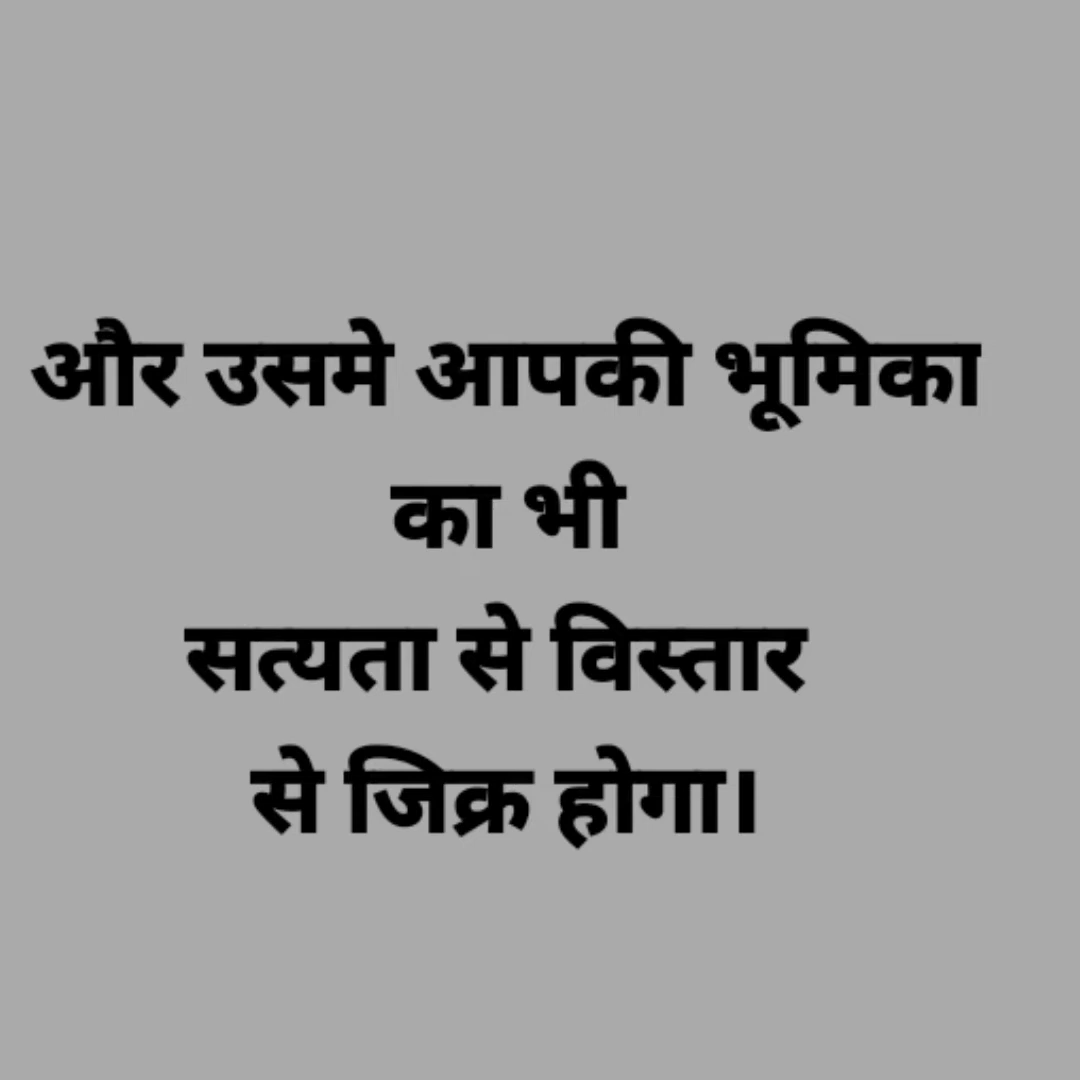 और उसमे आपकी भूमिका
का भी
सत्यता से विस्तार
से जिक्र होगा।